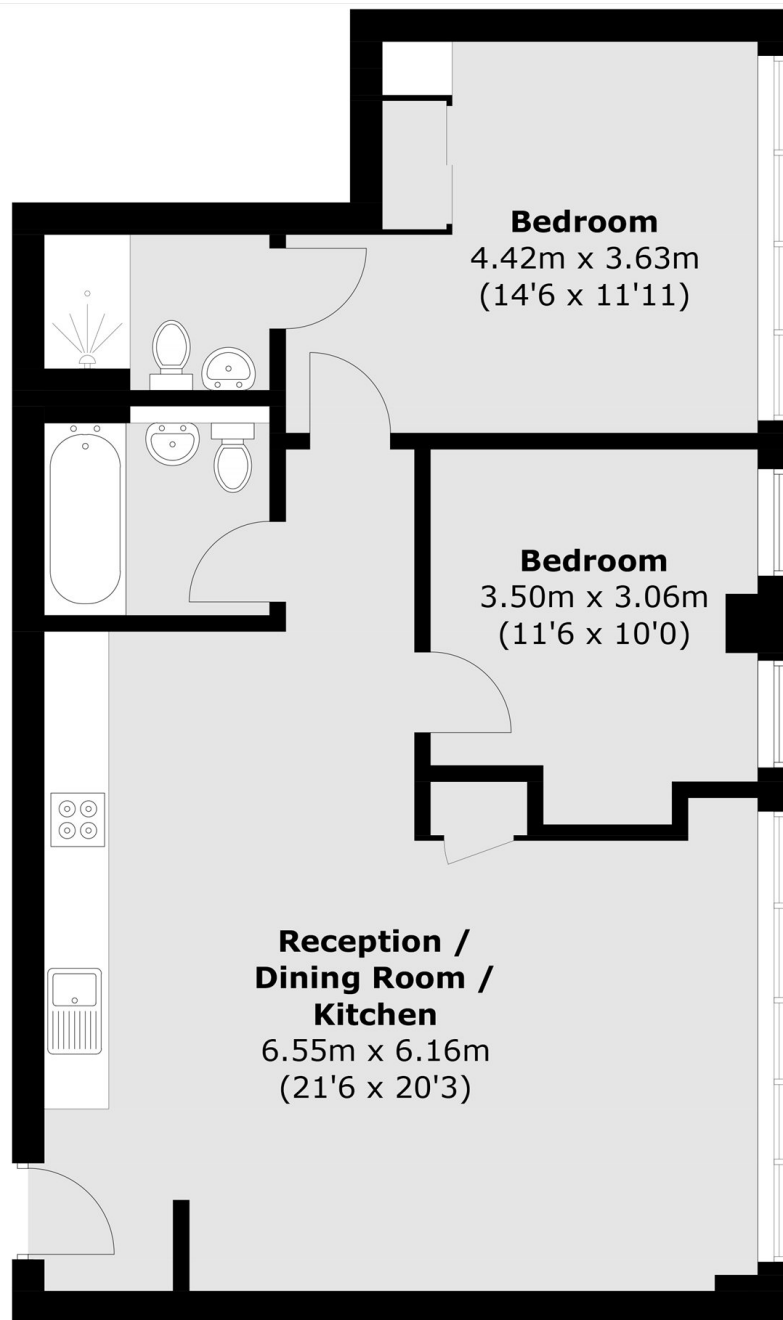 Bedroom
4.42m x 3.63m
(14'6 x 11'11)
Bedroom
3.50m x 3.06m
(11'6 x 10'0)
Reception /
Dining Room /
Kitchen
6.55m x 6.16m
(21'6 x 20'3)